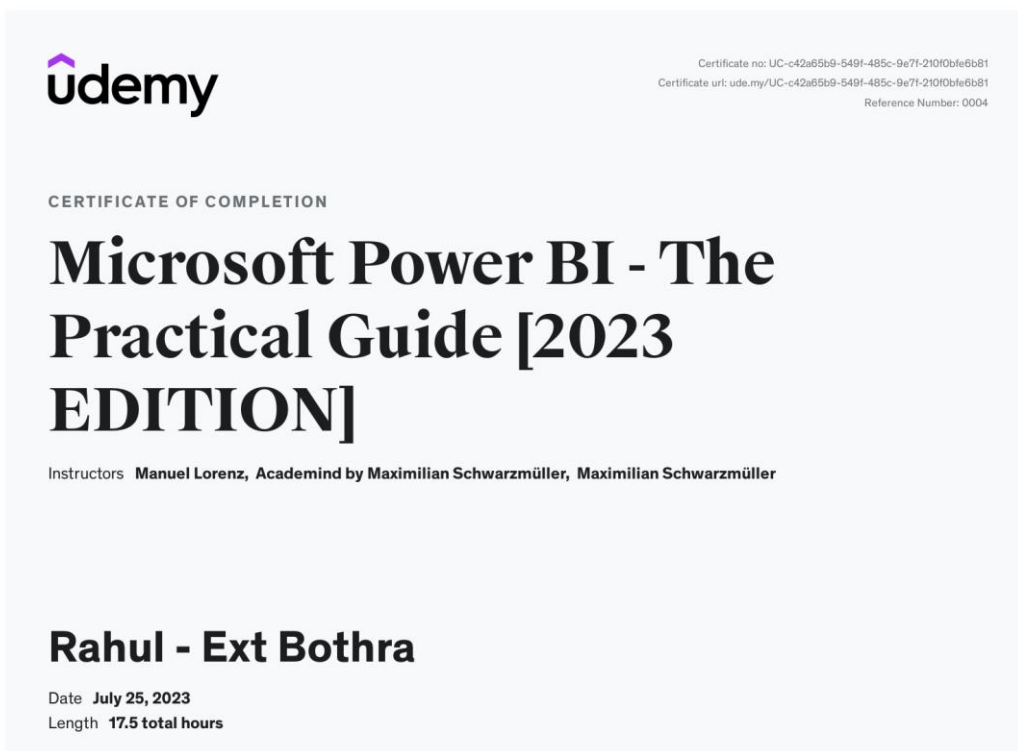 udemy
Certificate no: UC-c42a65b9-549f-485c-9e7f-210f0bfe6b81
Certificate url: ude.my/UC-c42a65b9-549f-485c-9e7f-210f0bfe6b81
Reference Number: 0004
CERTIFICATE OF COMPLETION
Microsoft Power BI - The
Practical Guide [2023
EDITION]
Instructors Manuel Lorenz, Academind by Maximilian Schwarzmüller, Maximilian Schwarzmüller
Rahul - Ext Bothra
Date July 25, 2023
Length 17.5 total hours